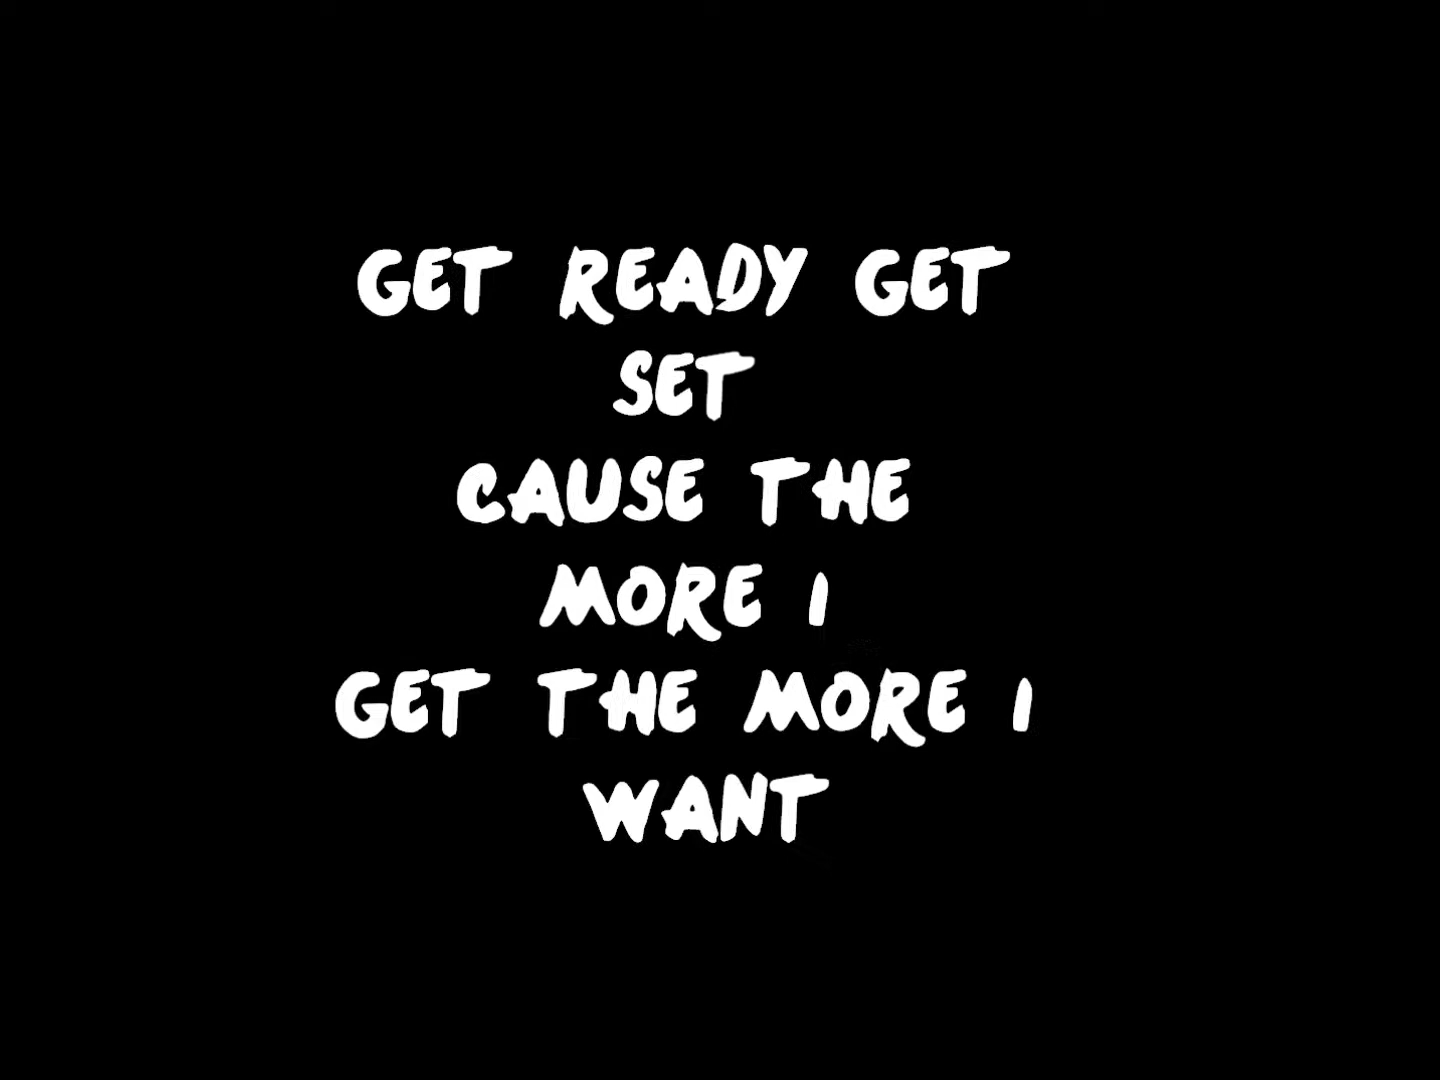 GET READY GET
SET
CAUSE THE
MORE I
GET THE MORE I
WANT